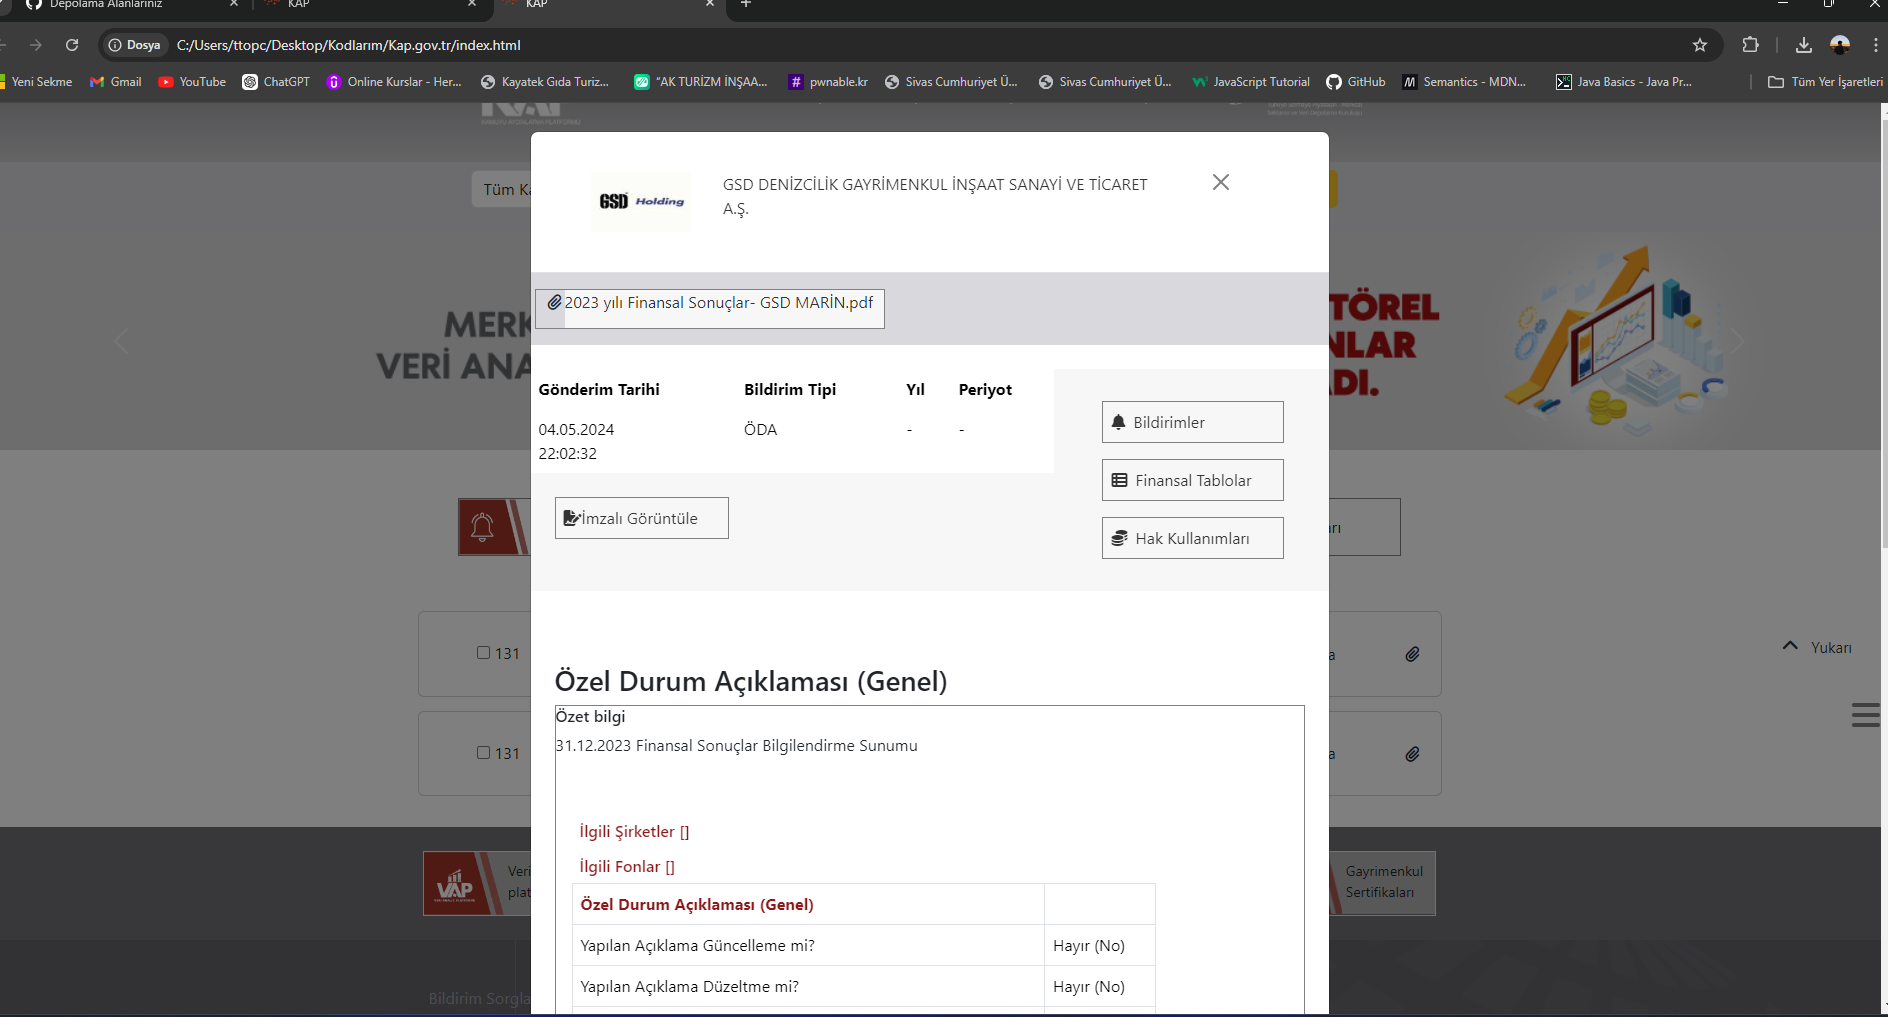 Depolama Alanlarınız
KAP
KAP
Dosya
C:/Users/ttopc/Desktop/Kodlarım/Kap.gov.tr/index.html
Yeni Sekme
Gmail
YouTube
ChatGPT
Online Kurslar - Her...
Kayatek Gıda Turiz...
"AK TURİZM İNŞAA...
pwnable.kr
Sivas Cumhuriyet Ü...
Sivas Cumhuriyet Ü...
JavaScript Tutorial
GitHub
Semantics - MDN...
Java Basics - Java Pr...
Tüm Yer İşaretleri
GSD Holding
GSD DENİZCİLİK GAYRİMENKUL İNŞAAT SANAYİ VE TİCARET
A.Ş.
Tüm Ka
2023 yılı Finansal Sonuçlar- GSD MARİN.pdf
MERK
VERİ ANA
TÖREL
NLAR
DI.
Gönderim Tarihi
Bildirim Tipi
Yıl
Periyot
04.05.2024
22:02:32
ÖDA
-
-
Bildirimler
Finansal Tablolar
Hak Kullanımları
İmzalı Görüntüle
rı
131
a
Yukarı
131
a
Özel Durum Açıklaması (Genel)
Özet bilgi
31.12.2023 Finansal Sonuçlar Bilgilendirme Sunumu
İlgili Şirketler []
İlgili Fonlar []
Özel Durum Açıklaması (Genel)
Yapılan Açıklama Güncelleme mi?
Hayır (No)
Yapılan Açıklama Düzeltme mi?
Hayır (No)
VAP
Veri
plat
Gayrimenkul
Sertifikaları
Bildirim Sorgla